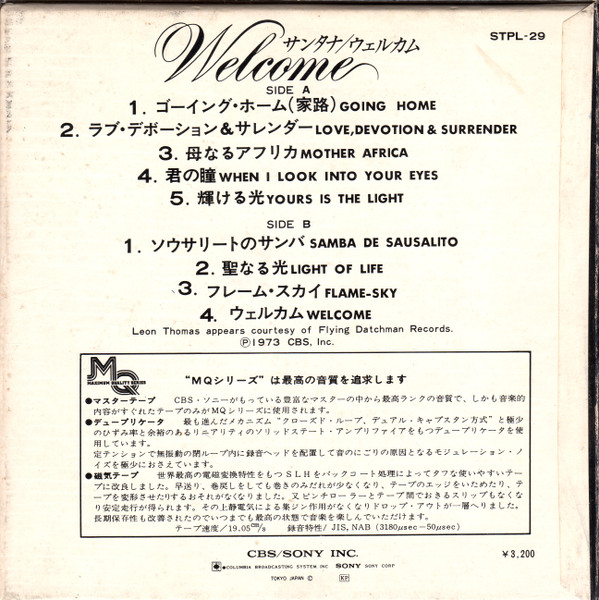 サンタナ/ウェルカム
STPL-29
Welcome
SIDE A
1. ゴーイング・ホーム(家路) GOING HOME
2. ラブ・デボーション&サレンダー LOVE, DEVOTION & SURRENDER
3. 母なるアフリカ MOTHER AFRICA
4. 君の瞳 WHEN I LOOK INTO YOUR EYES
5. 輝ける光 YOURS IS THE LIGHT
SIDE B
1. ソウサリートのサンバ SAMBA DE SAUSALITO
2. 聖なる光 LIGHT OF LIFE
3. フレーム・スカイ FLAME-SKY
4. ウェルカム WELCOME
Leon Thomas appears courtesy of Flying Datchman Records.
Ⓟ1973 CBS, Inc.
MQ
MAXIMUM QUALITY SERIES
“MQシリーズ”は最高の音質を追求します
●マスターテープ CBS・ソニーがもっている豊富なマスターの中から最高ランクの音質で、しかも音楽的
内容がすぐれたテープのみがMQシリーズに使用されます。
●デュープリケータ 最も進んだメカニズム“クローズド・ループ、デュアル・キャプスタン方式”と極少
のひずみ率と余裕のあるリニアリティのソリッドステート・アンプリファイアをもつデュープリケータを使
用しています。
定テンションで無振動の閉ループ内に録音ヘッドを配置して音のにごりの原因となるモジュレーション・ノ
イズを極少におさえています。
●磁気テープ 世界最高の電磁変換特性をもつSLHをバックコート処理によってタフな使いやすいテー
プに改良しました。早送り、巻戻しをしても巻きのみだれが少なくなり、テープのエッジをいためたり、テ
ープを変形させたりするおそれがなくなりました。又ピンチローラーとテープ間でおきるスリップもなくな
り安定走行が得られます。その上静電気による集ジン作用がなくなりドロップ・アウトが一層へりました。
長期保存性も改善されたのでいつまでも最高の状態で音楽を楽しんでいただけます。
テープ速度/19.05cm/s 録音特性/JIS, NAB (3180μsec−50μsec)
CBS/SONY INC.
¥3,200
COLUMBIA BROADCASTING SYSTEM INC SONY SONY CORP
TOKYO JAPAN © KP